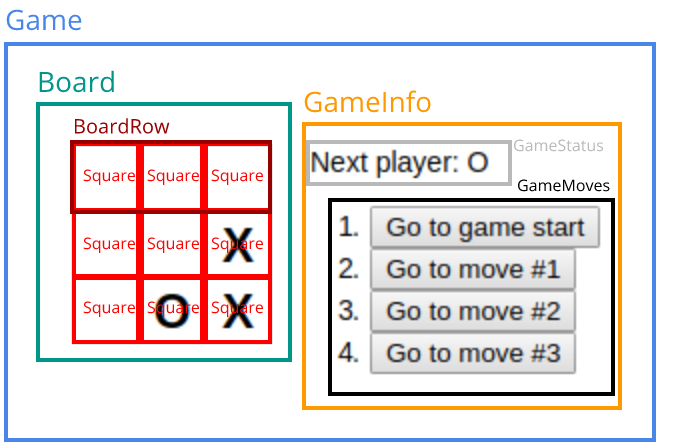 Game
Board
BoardRow
Square Square Square
Square Square Square X
Square Square O Square X
GameInfo
GameStatus
Next player: O
GameMoves
1. Go to game start
2. Go to move #1
3. Go to move #2
4. Go to move #3